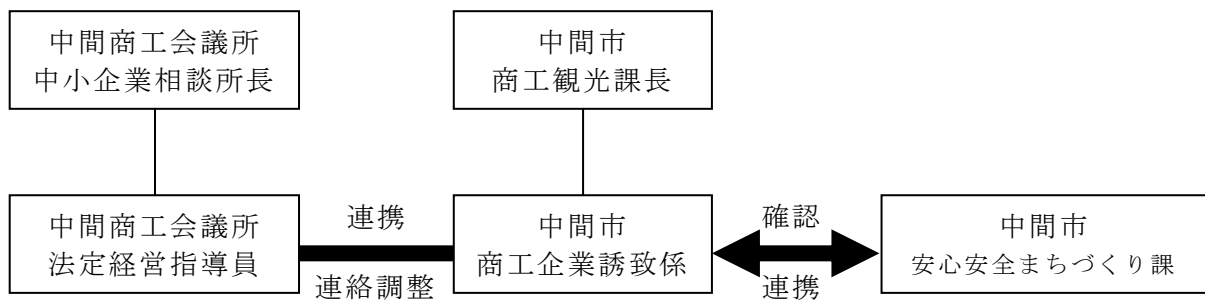 中間商工会議所
中小企業相談所長
中間市
商工観光課長
中間商工会議所
法定経営指導員
連携
連絡調整
中間市
商工企業誘致係
確認
連携
中間市
安心安全まちづくり課